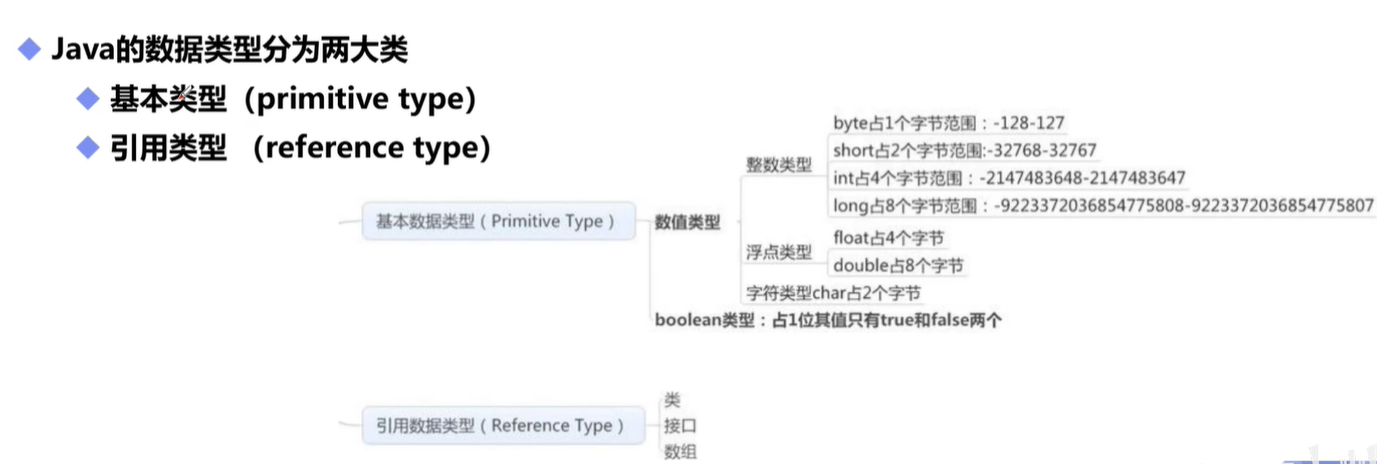 Java的数据类型分为两大类
基本类型（primitive type）
引用类型 （reference type）
基本数据类型 ( Primitive Type )
数值类型
整数类型
byte占1个字节范围：-128-127
short占2个字节范围:-32768-32767
int占4个字节范围：-2147483648-2147483647
long占8个字节范围：-9223372036854775808-9223372036854775807
浮点类型
float占4个字节
double占8个字节
字符类型char占2个字节
boolean类型：占1位其值只有true和false两个
引用数据类型 ( Reference Type )
类
接口
数组